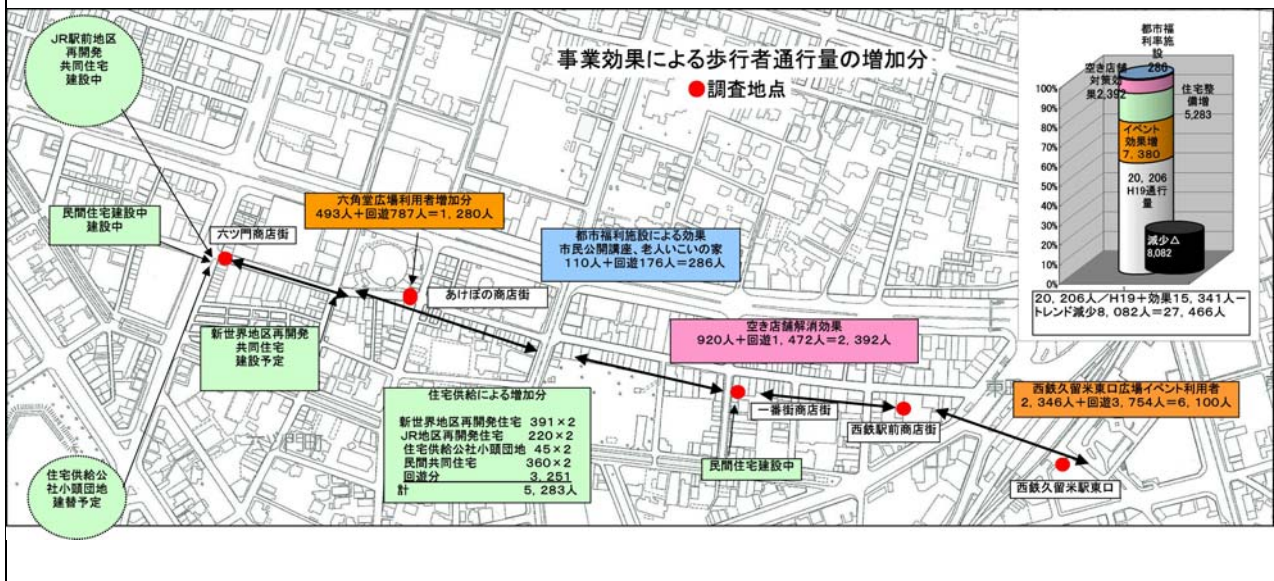 JR駅前地区
再開発
共同住宅
建設中
事業効果による歩行者通行量の増加分
●調査地点
民間住宅建設中
建設中
六ツ門商店街
六角堂広場利用者増加分
493人+回遊787人=1,280人
都市福利施設による効果
市民公開講座、老人いこいの家
110人+回遊176人=286人
あけぼの商店街
新世界地区再開発
共同住宅
建設予定
空き店舗解消効果
920人+回遊1,472人=2,392人
住宅供給による増加分
新世界地区再開発住宅 391×2
JR地区再開発住宅 220×2
住宅供給公社小頭団地 45×2
民間共同住宅 360×2
回遊分 3,251
計 5,283人
一番街商店街
西鉄駅前商店街
民間住宅建設中
西鉄久留米東口広場イベント利用者
2,346人+回遊3,754人=6,100人
西鉄久留米駅東口
住宅供給公
社小頭団地
建替予定
都市福
利率施
設
286
空き店舗
対策効
果2,392
住宅整
備増
5,283
イベント
効果増
7,380
20,206
H19通行
量
減少△
8,082
100%
90%
80%
70%
60%
50%
40%
30%
20%
10%
0%
20,206人/H19+効果15,341人-
トレンド減少8,082人=27,466人